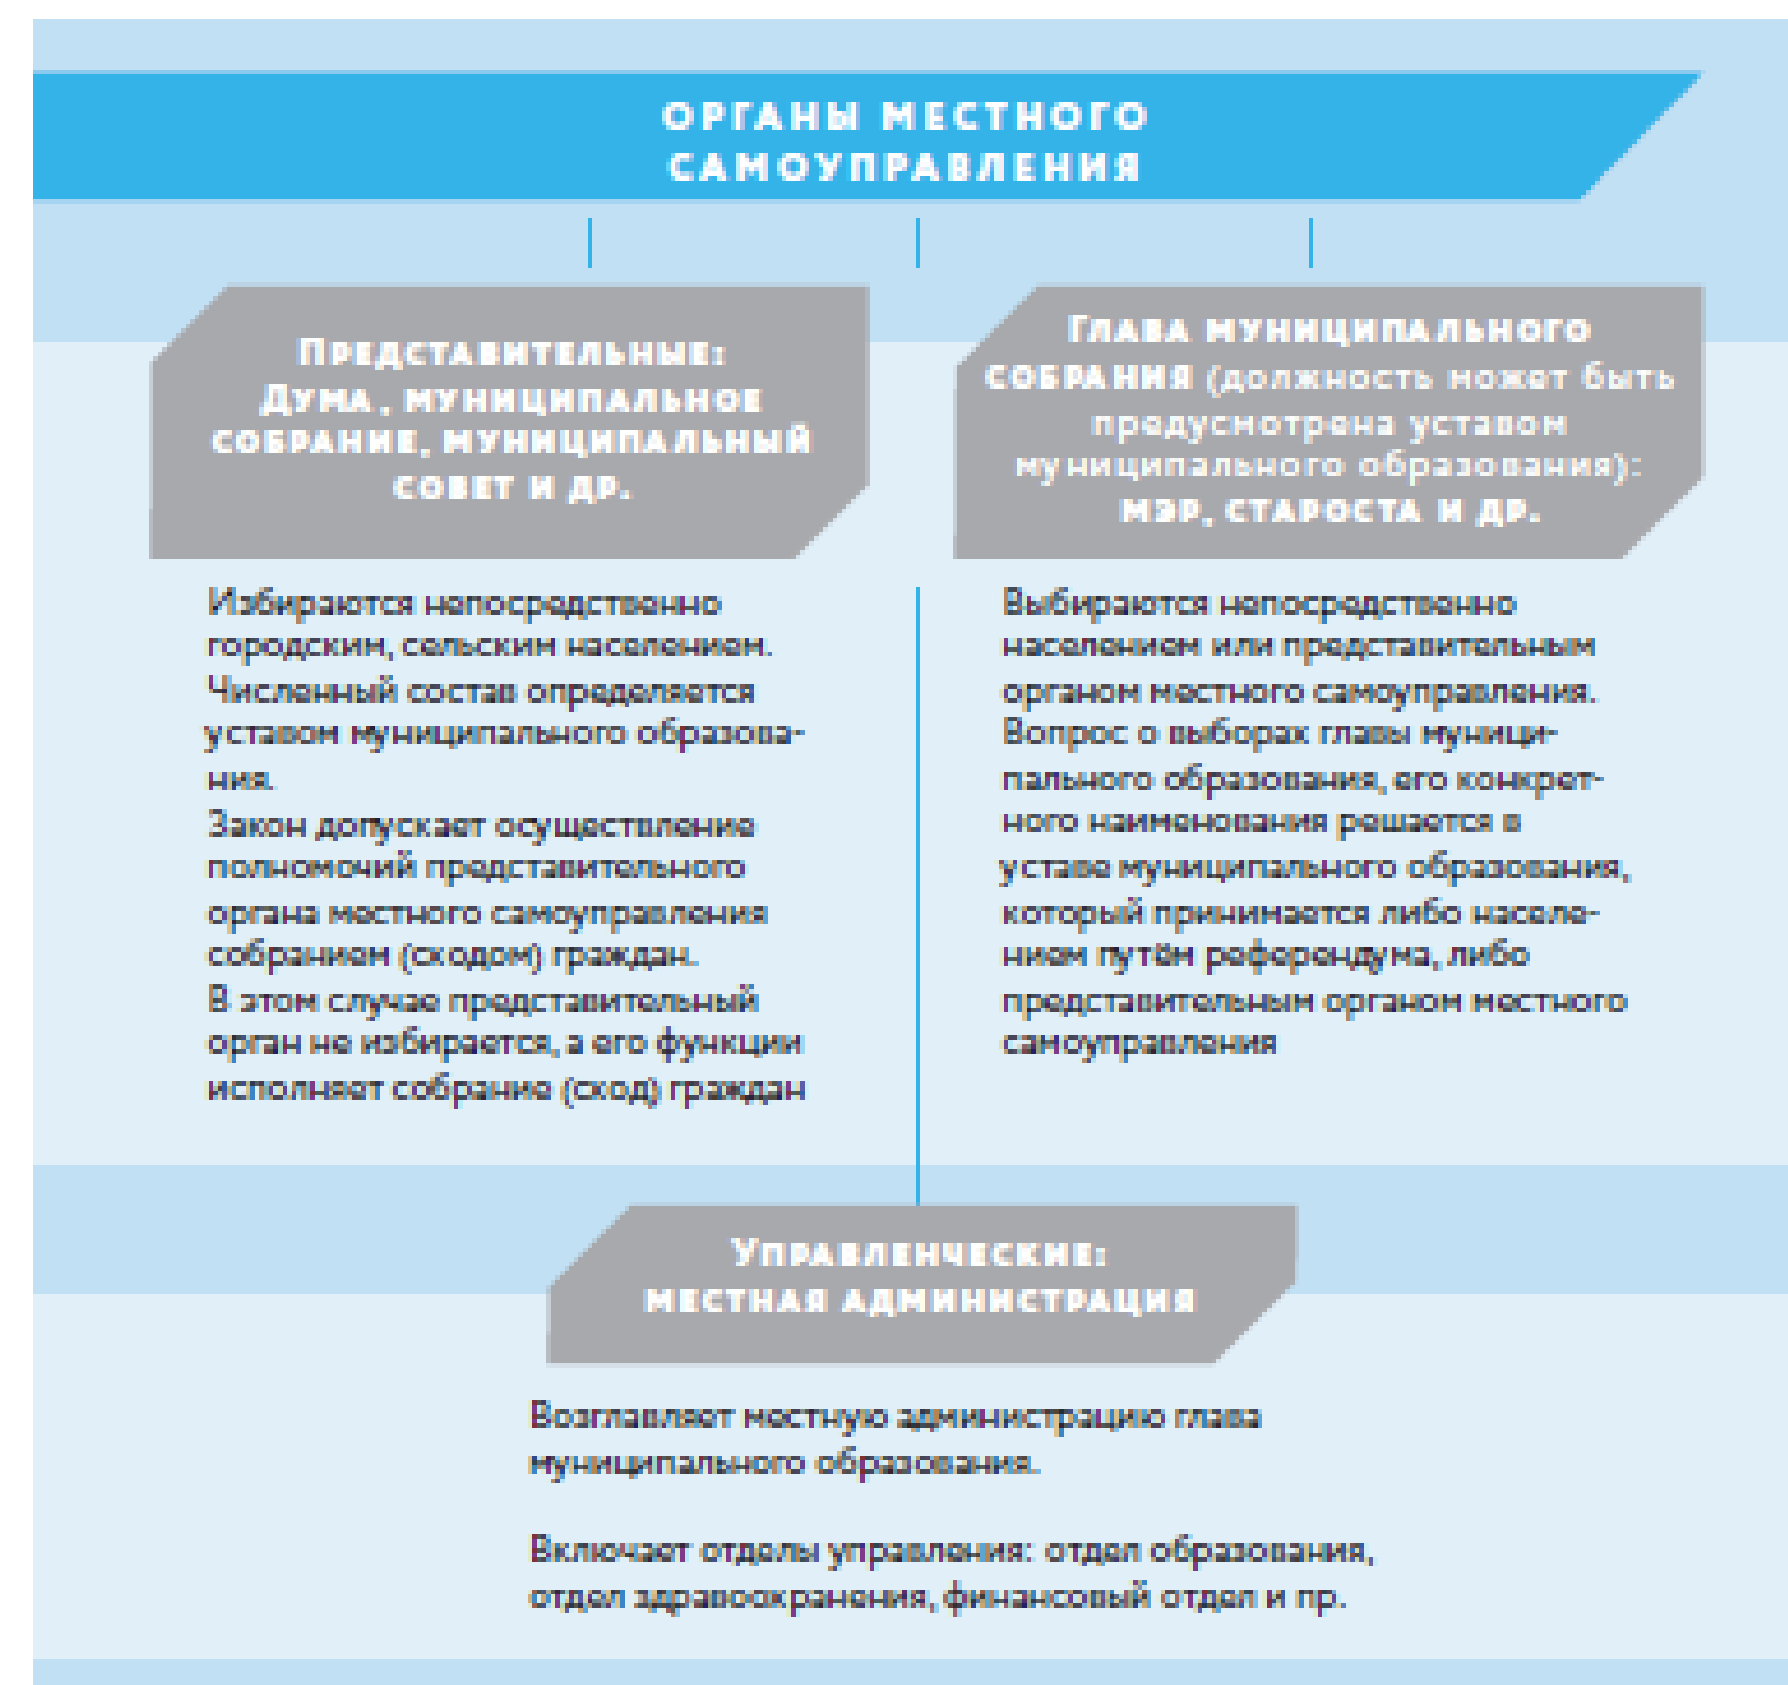 ОРГАНЫ МЕСТНОГО
САМОУПРАВЛЕНИЯ
ПРЕДСТАВИТЕЛЬНЫЕ:
ДУМА, МУНИЦИПАЛЬНОЕ
СОБРАНИЕ, МУНИЦИПАЛЬНЫЙ
СОВЕТ И ДР.
Избираются непосредственно
городским, сельским населением.
Численный состав определяется
уставом муниципального образова-
ния.
Закон допускает осуществление
полномочий представительного
органа местного самоуправления
собранием (сходом) граждан.
В этом случае представительный
орган не избирается, а его функции
исполняет собрание (сход) граждан
ГЛАВА МУНИЦИПАЛЬНОГО
СОБРАНИЯ (должность может быть
предусмотрена уставом
муниципального образования):
МЭР, СТАРОСТА И ДР.
Выбираются непосредственно
населением или представительным
органом местного самоуправления.
Вопрос о выборах главы муници-
пального образования, его конкрет-
ного наименования решается в
уставе муниципального образования,
который принимается либо населе-
нием путём референдума, либо
представительным органом местного
самоуправления
УПРАВЛЕНЧЕСКИЕ:
МЕСТНАЯ АДМИНИСТРАЦИЯ
Возглавляет местную администрацию глава
муниципального образования.
Включает отделы управления: отдел образования,
отдел здравоохранения, финансовый отдел и пр.